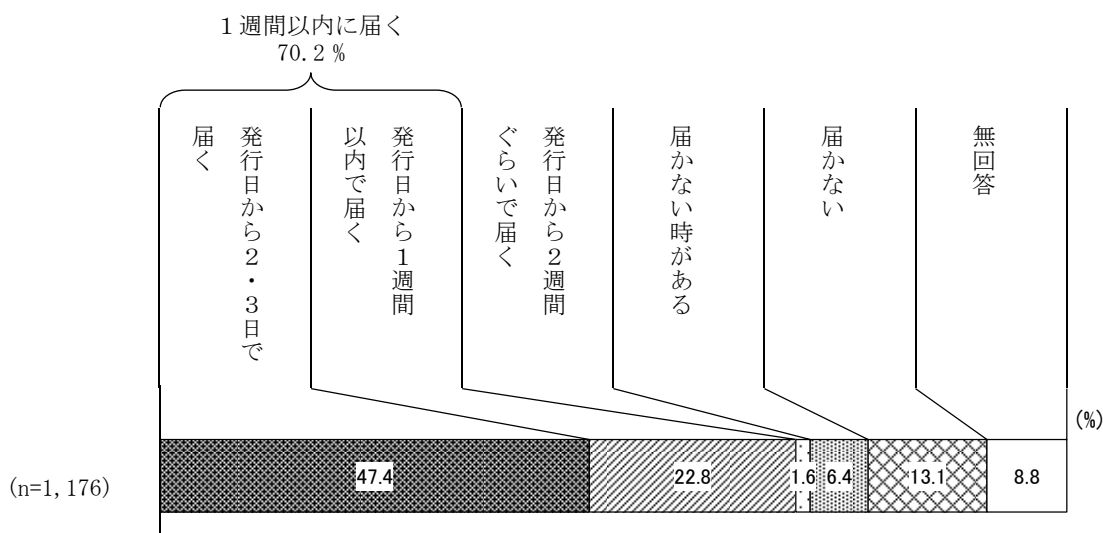 １週間以内に届く
70.2％
発行日から２・３日で
届く
発行日から１週間
以内で届く
発行日から２週間
ぐらいで届く
届かない時がある
届かない
無回答
(%)
(n=1,176)
47.4
22.8
1.6
6.4
13.1
8.8